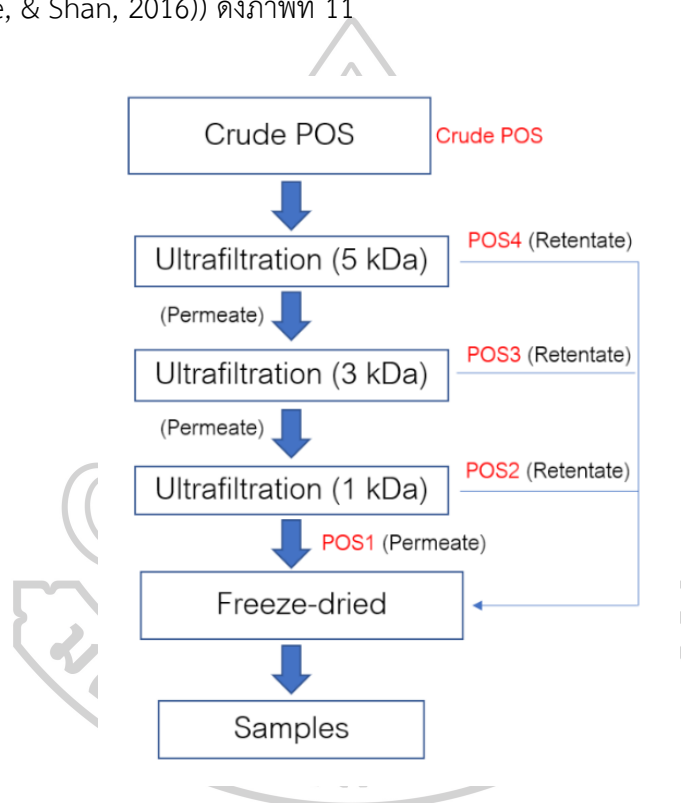 e, & Shan, 2016)) ดังภาพที่ 11
Crude POS
Crude POS
Ultrafiltration (5 kDa)
POS4 (Retentate)
(Permeate)
Ultrafiltration (3 kDa)
POS3 (Retentate)
(Permeate)
Ultrafiltration (1 kDa)
POS2 (Retentate)
POS1 (Permeate)
Freeze-dried
Samples